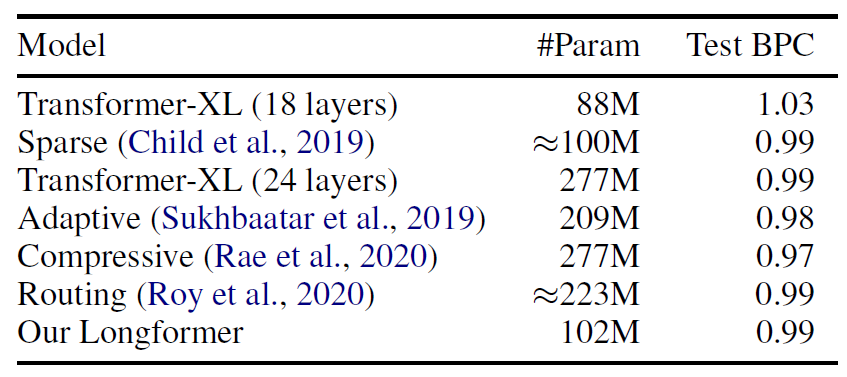 Model #Param Test BPC
Transformer-XL (18 layers) 88M 1.03
Sparse (Child et al., 2019) ≈100M 0.99
Transformer-XL (24 layers) 277M 0.99
Adaptive (Sukhbaatar et al., 2019) 209M 0.98
Compressive (Rae et al., 2020) 277M 0.97
Routing (Roy et al., 2020) ≈223M 0.99
Our Longformer 102M 0.99